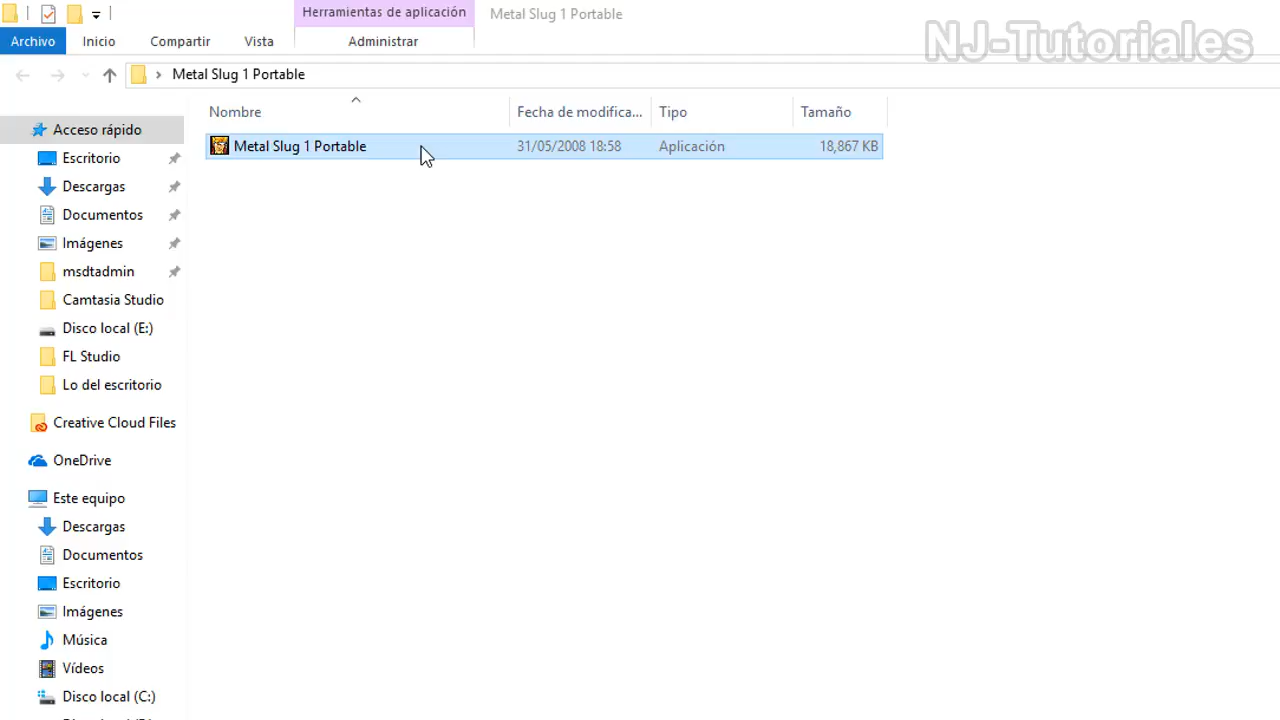 Herramientas de aplicación
Metal Slug 1 Portable
NJ-Tutoriales
Archivo
Inicio
Compartir
Vista
Administrar
Metal Slug 1 Portable
Nombre
Fecha de modifica...
Tipo
Tamaño
Metal Slug 1 Portable
31/05/2008 18:58
Aplicación
18,867 KB
Acceso rápido
Escritorio
Descargas
Documentos
Imágenes
msdtadmin
Camtasia Studio
Disco local (E:)
FL Studio
Lo del escritorio
Creative Cloud Files
OneDrive
Este equipo
Descargas
Documentos
Escritorio
Imágenes
Música
Vídeos
Disco local (C:)